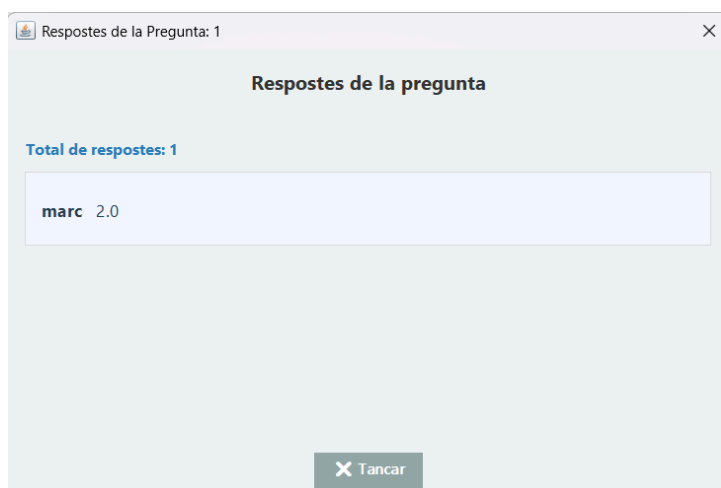 Respostes de la Pregunta: 1
Respostes de la pregunta
Total de respostes: 1
marc 2.0
Tancar